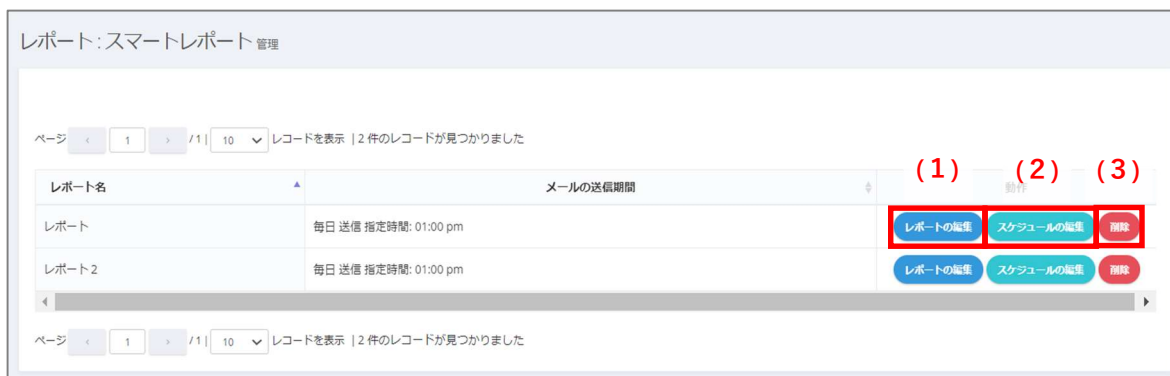 レポート : スマートレポート 管理
ページ ‹ 1 › / 1 | 10 レコードを表示 | 2 件のレコードが見つかりました
(1) (2) (3)
レポート名 メールの送信期間 動作
レポート 毎日 送信 指定時間: 01:00 pm レポートの編集 スケジュールの編集 削除
レポート2 毎日 送信 指定時間: 01:00 pm レポートの編集 スケジュールの編集 削除
ページ ‹ 1 › / 1 | 10 レコードを表示 | 2 件のレコードが見つかりました